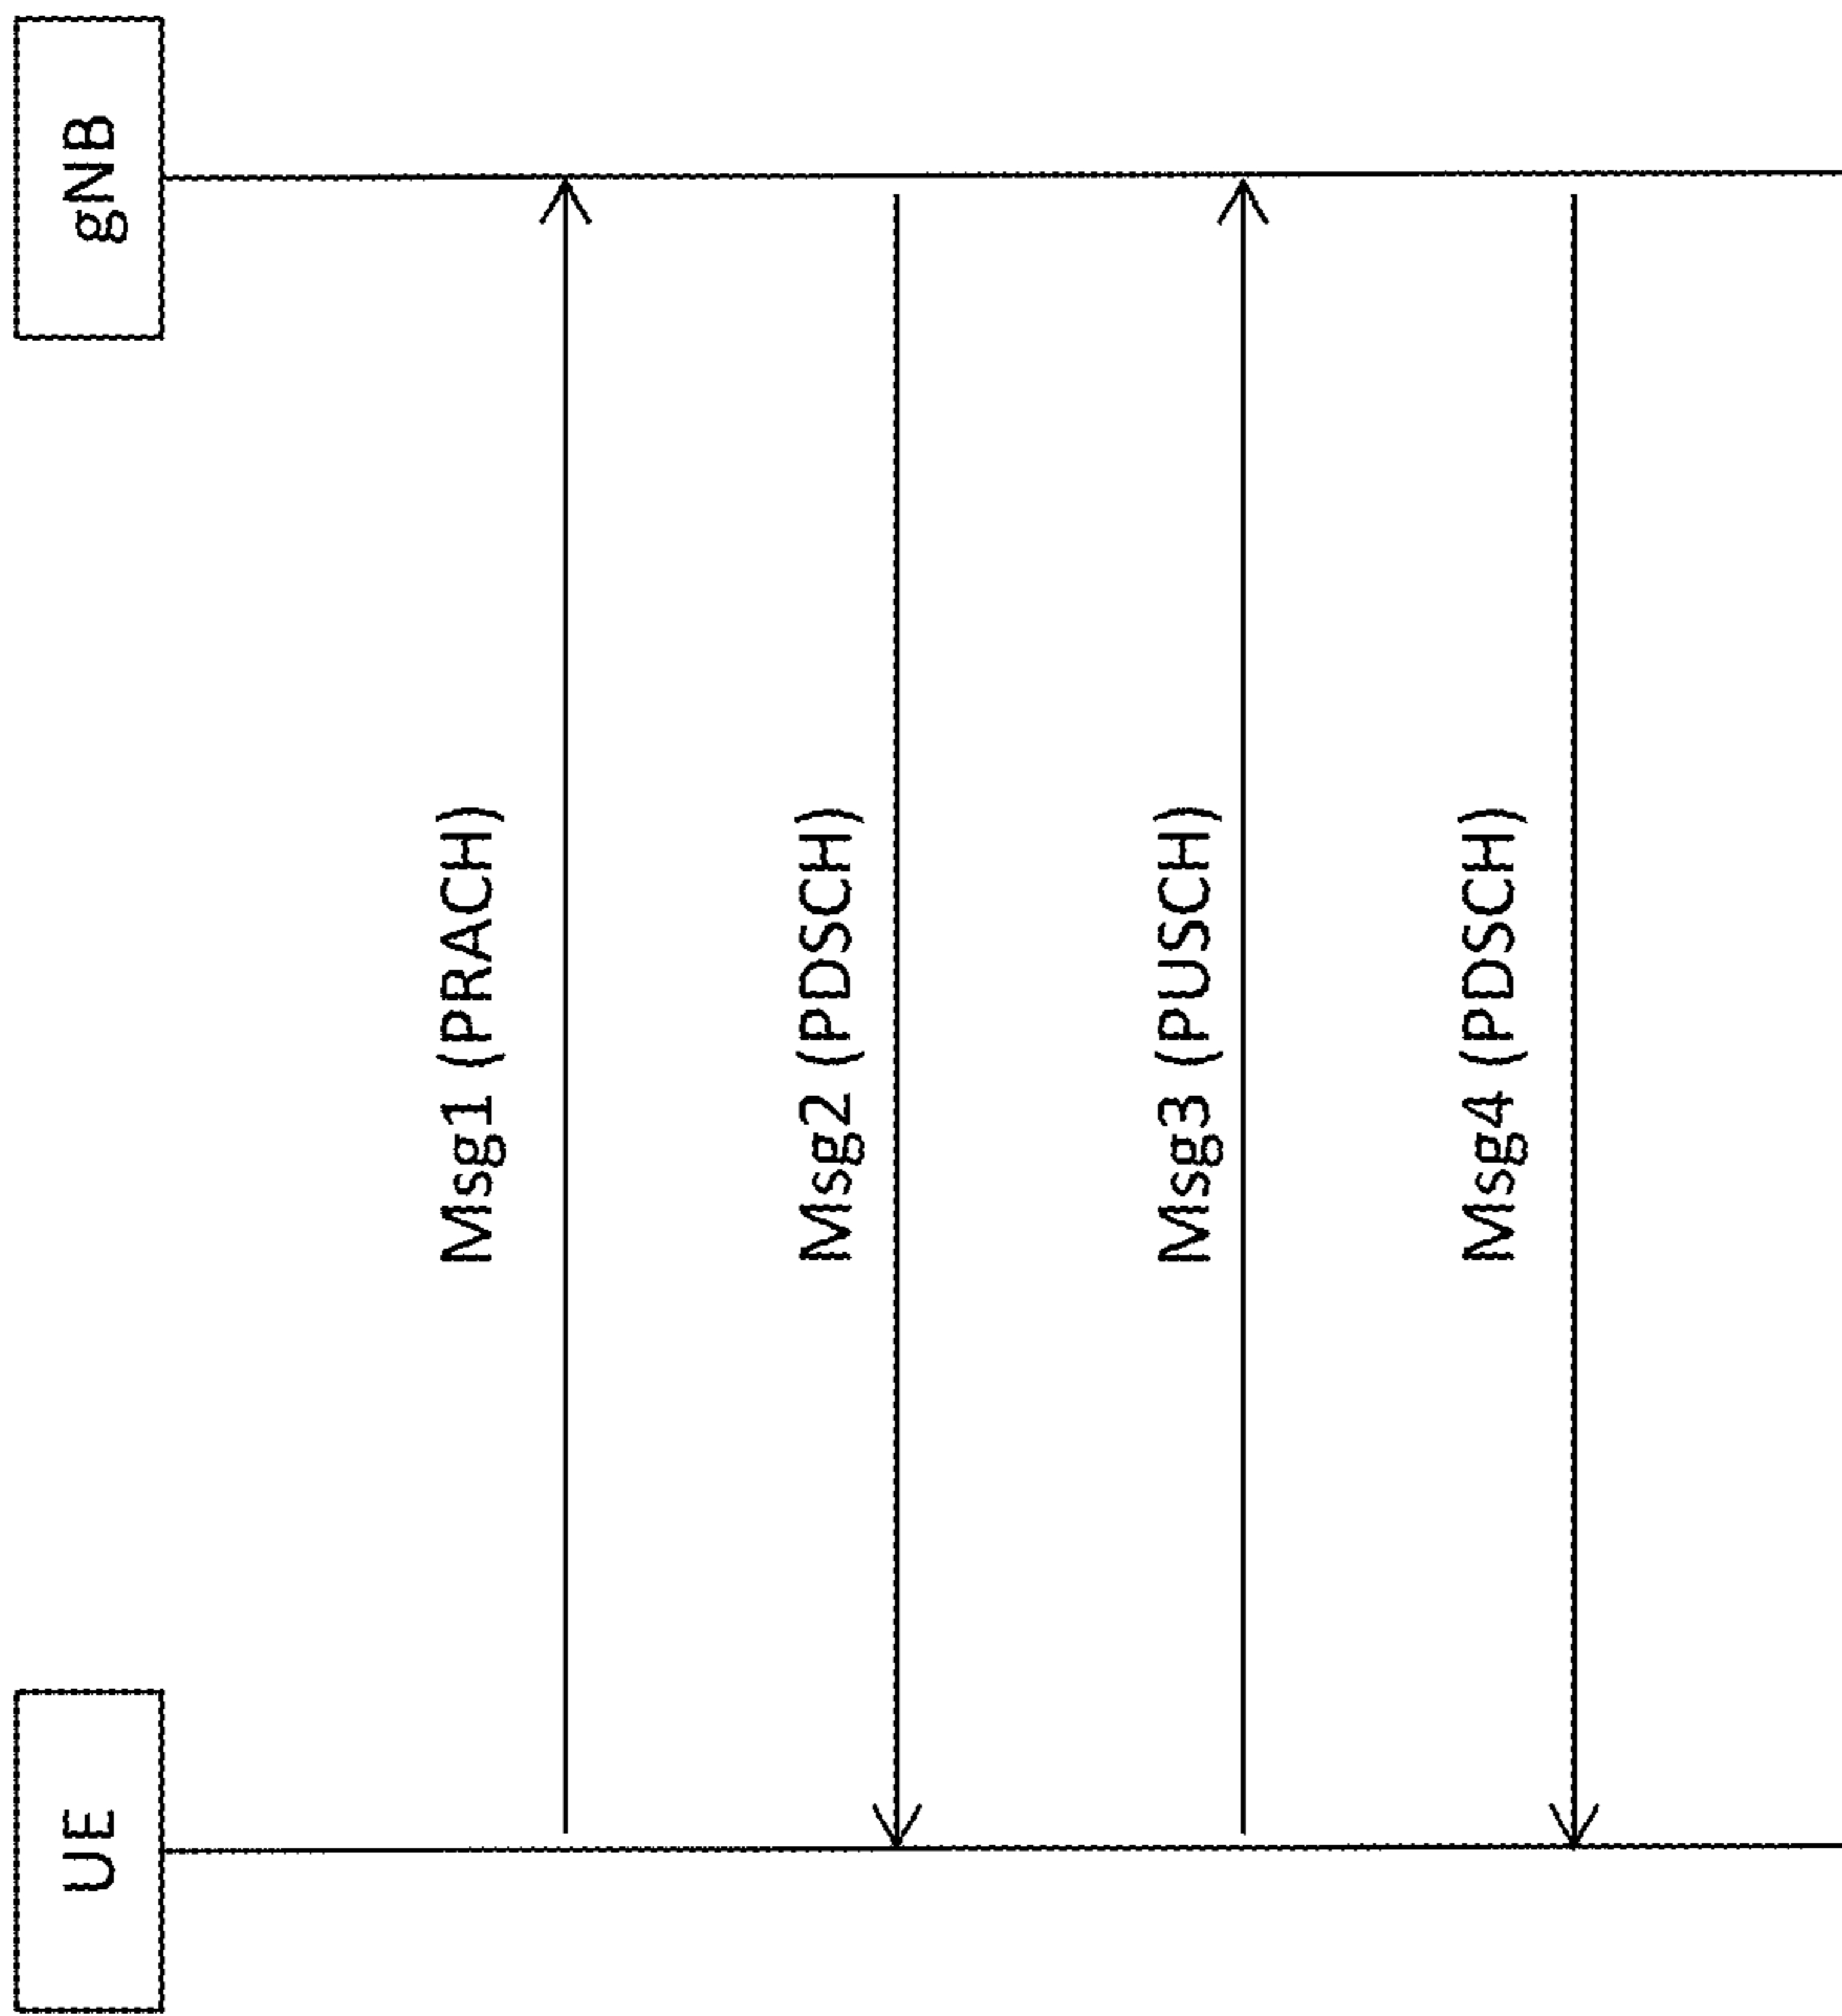 UE
gNB
Msg1 (PRACH)
Msg2 (PDSCH)
Msg3 (PUSCH)
Msg4 (PDSCH)